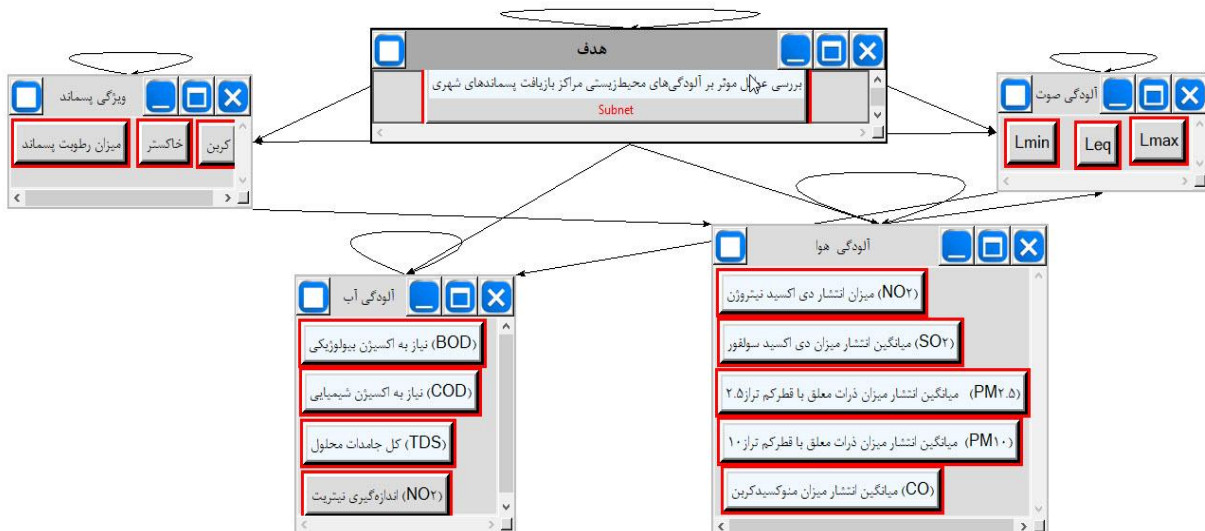 هدف
بررسی عوامل موثر بر آلودگی‌های محیط‌زیستی مراکز بازیافت پسماندهای شهری
Subnet
ویژگی پسماند
میزان رطوبت پسماند
خاکستر
کربن
آلودگی صوت
Lmin
Leq
Lmax
آلودگی آب
(BOD) نیاز به اکسیژن بیولوژیکی
(COD) نیاز به اکسیژن شیمیایی
(TDS) کل جامدات محلول
(NO۲) اندازه‌گیری نیتریت
آلودگی هوا
(NO۲) میزان انتشار دی اکسید نیتروژن
(SO۲) میانگین انتشار میزان دی اکسید سولفور
(PM۲.۵) میانگین انتشار میزان ذرات معلق با قطرکم تراز۲.۵
(PM۱۰) میانگین انتشار میزان ذرات معلق با قطرکم تراز۱۰
(CO) میانگین انتشار میزان منوکسیدکربن